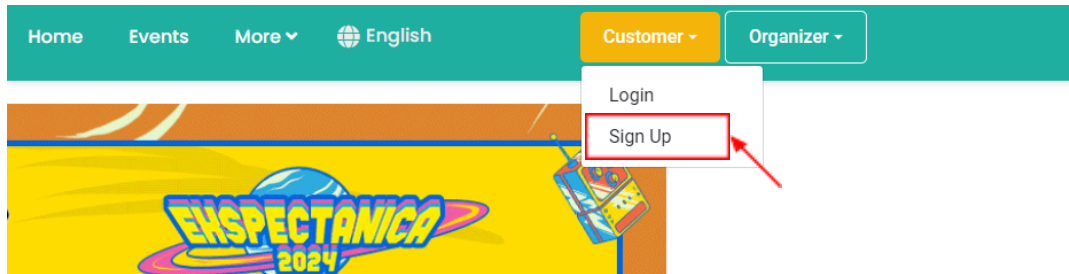 Home Events More English Customer Organizer
Login
Sign Up
EKSPECTANICA
2024